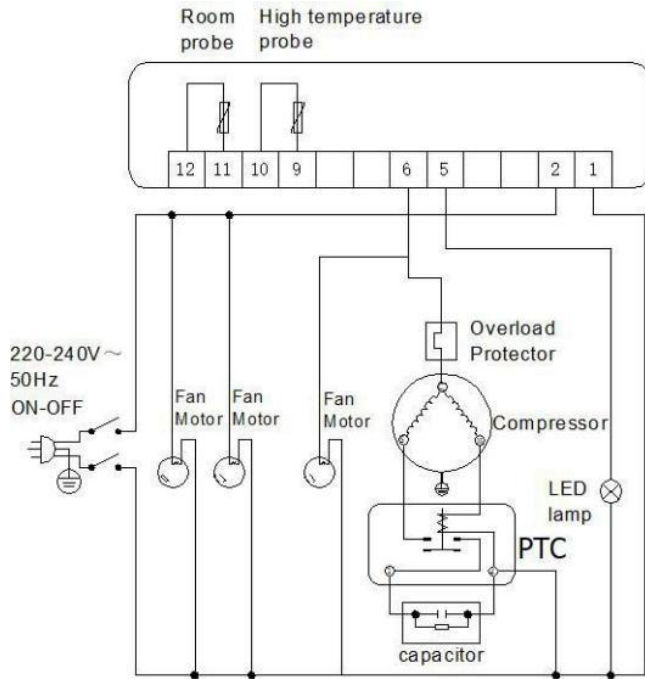 Room
probe
High temperature
probe
12 11 10 9 6 5 2 1
220-240V～
50Hz
ON-OFF
Overload
Protector
Fan
Motor
Fan
Motor
Fan
Motor
Compressor
LED
lamp
PTC
capacitor